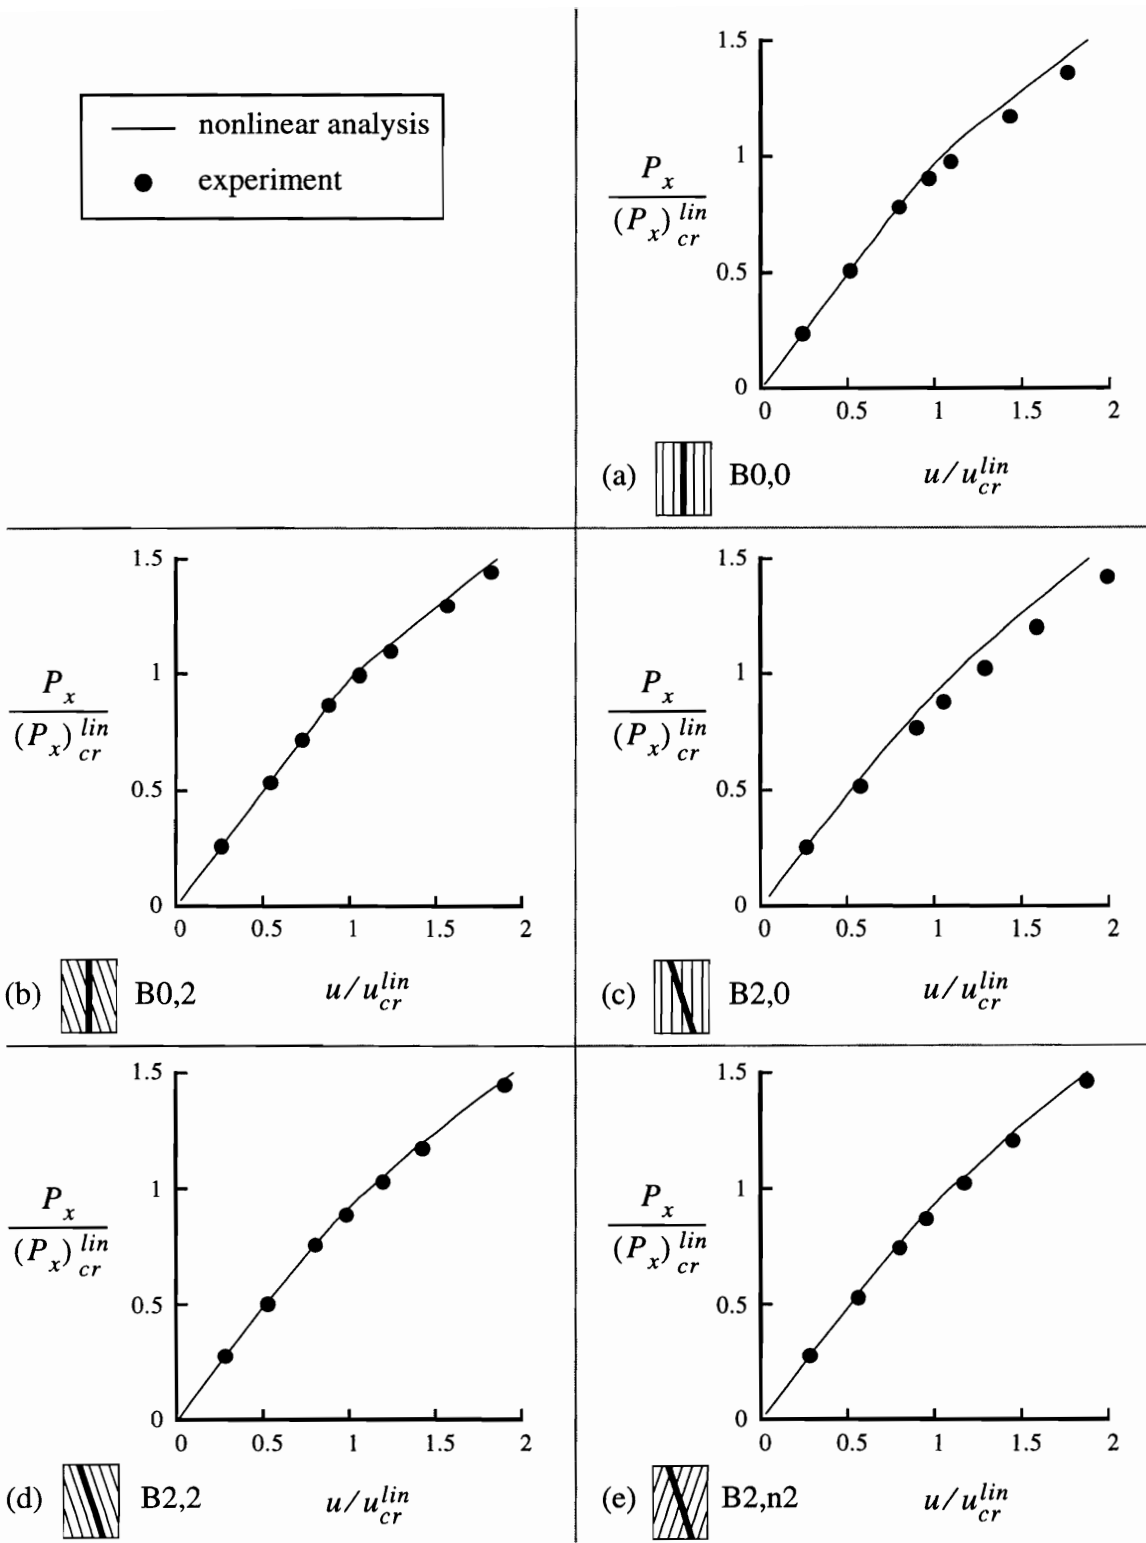 nonlinear analysis
experiment
1.5
1
0.5
0
P_x
(P_x)_cr^lin
0 0.5 1 1.5 2
(a) B0,0 u/u_cr^lin
1.5
1
0.5
0
P_x
(P_x)_cr^lin
0 0.5 1 1.5 2
(b) B0,2 u/u_cr^lin
1.5
1
0.5
0
P_x
(P_x)_cr^lin
0 0.5 1 1.5 2
(c) B2,0 u/u_cr^lin
1.5
1
0.5
0
P_x
(P_x)_cr^lin
0 0.5 1 1.5 2
(d) B2,2 u/u_cr^lin
1.5
1
0.5
0
P_x
(P_x)_cr^lin
0 0.5 1 1.5 2
(e) B2,n2 u/u_cr^lin